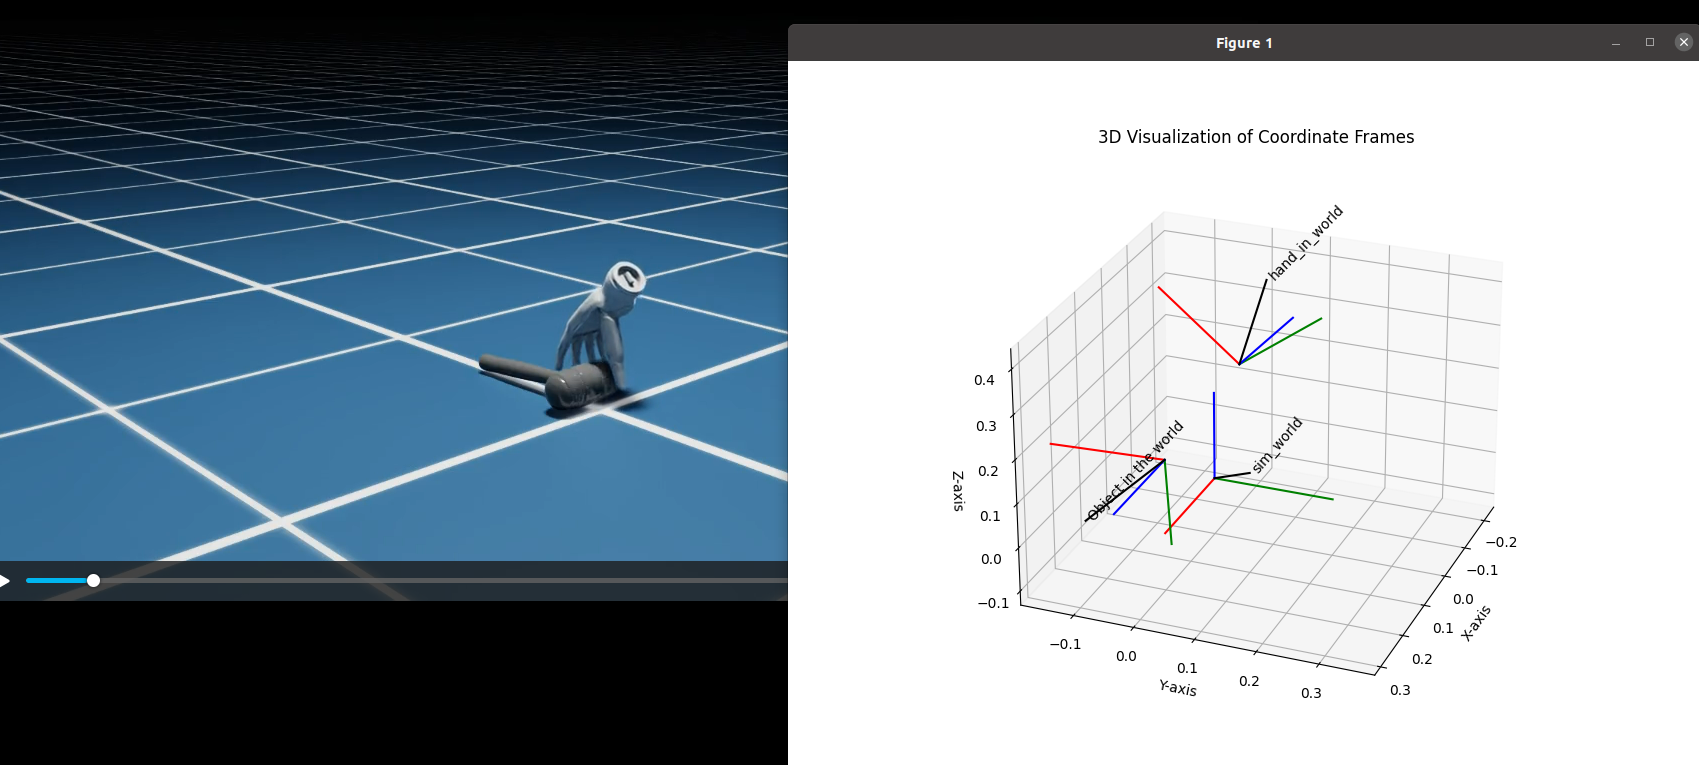 Figure 1
3D Visualization of Coordinate Frames
hand_in_world
sim_world
Object in the world
Z-axis
0.4
0.3
0.2
0.1
0.0
−0.1
−0.1
0.0
0.1
0.2
0.3
Y-axis
−0.2
−0.1
0.0
0.1
0.2
0.3
X-axis